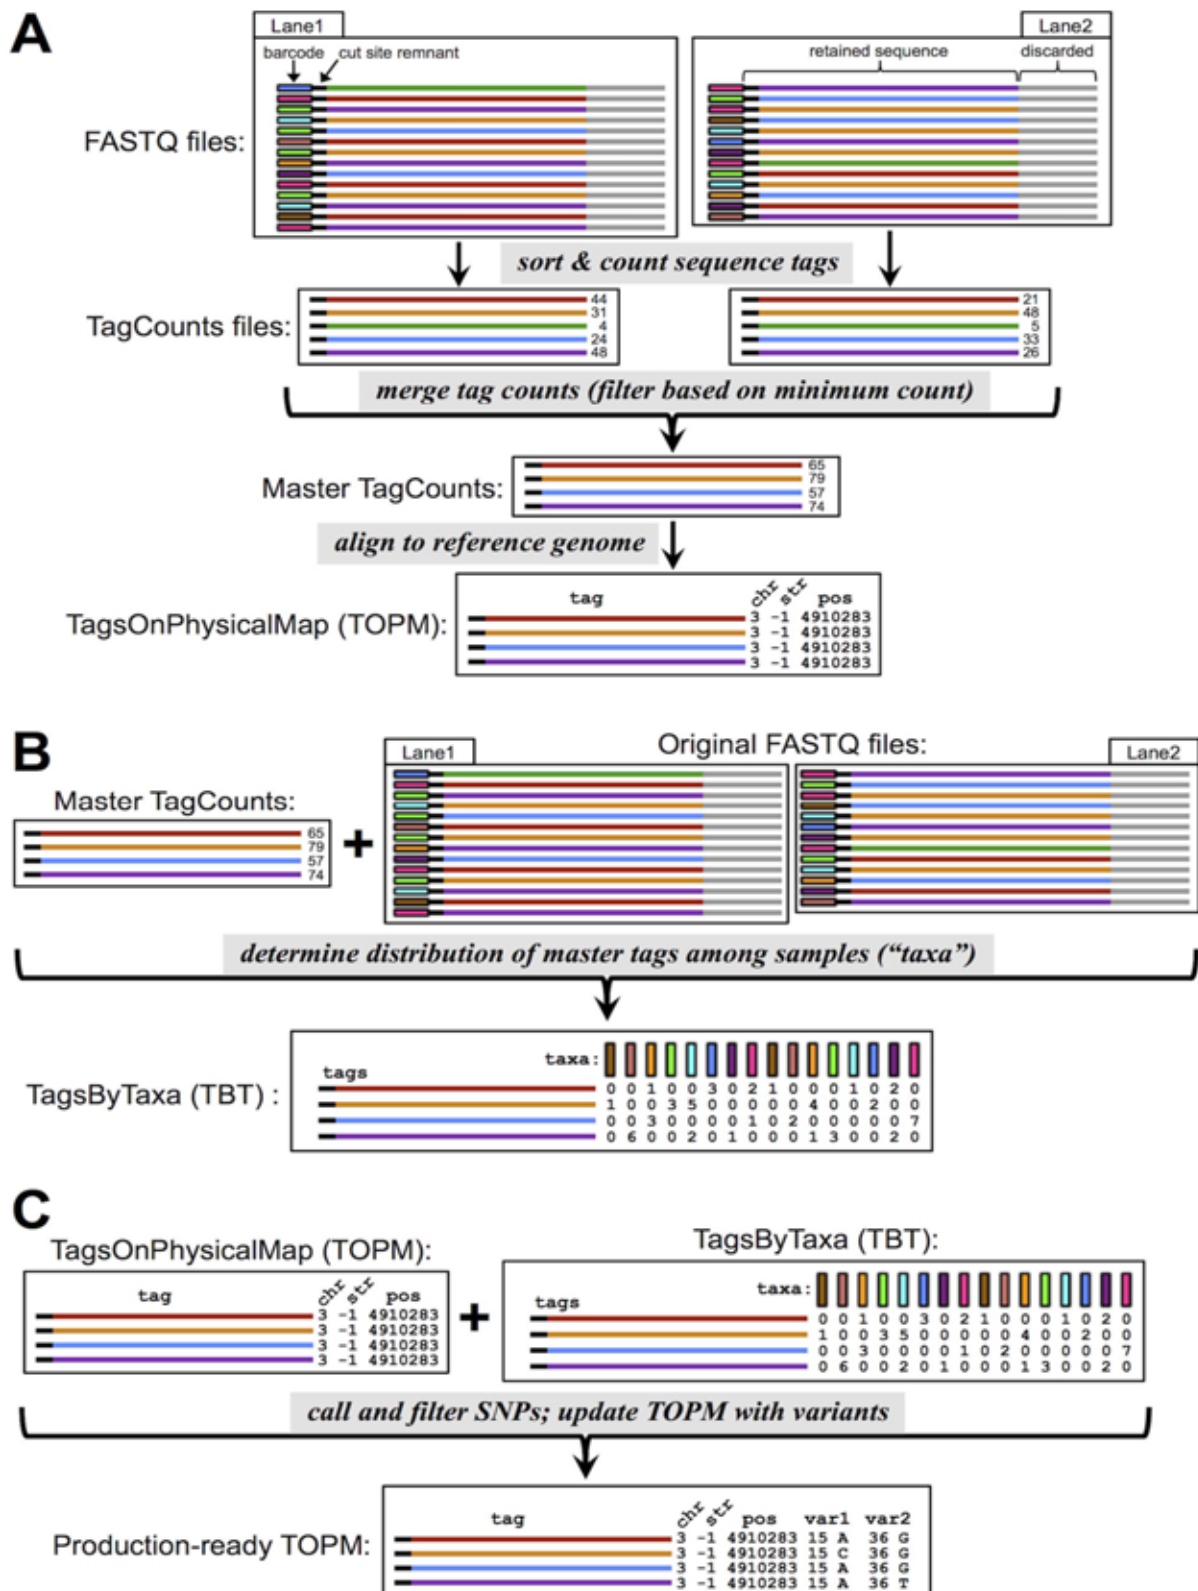 A
Lane1
Lane2
barcode
cut site remnant
retained sequence
discarded
FASTQ files:
sort & count sequence tags
TagCounts files:
44
31
4
24
48
21
48
5
33
26
merge tag counts (filter based on minimum count)
Master TagCounts:
65
79
57
74
align to reference genome
TagsOnPhysicalMap (TOPM):
tag chr str pos
3 -1 4910283
3 -1 4910283
3 -1 4910283
3 -1 4910283
B
Master TagCounts:
65
79
57
74
+
Original FASTQ files:
Lane1
Lane2
determine distribution of master tags among samples (“taxa”)
TagsByTaxa (TBT) :
taxa:
tags
0 0 1 0 0 3 0 2 1 0 0 0 1 0 2 0
1 0 0 3 5 0 0 0 0 0 4 0 0 2 0 0
0 0 3 0 0 0 0 1 0 2 0 0 0 0 0 7
0 6 0 0 2 0 1 0 0 0 1 3 0 0 2 0
C
TagsOnPhysicalMap (TOPM):
tag chr str pos
3 -1 4910283
3 -1 4910283
3 -1 4910283
3 -1 4910283
+
TagsByTaxa (TBT):
taxa:
tags
0 0 1 0 0 3 0 2 1 0 0 0 1 0 2 0
1 0 0 3 5 0 0 0 0 0 4 0 0 2 0 0
0 0 3 0 0 0 0 1 0 2 0 0 0 0 0 7
0 6 0 0 2 0 1 0 0 0 1 3 0 0 2 0
call and filter SNPs; update TOPM with variants
Production-ready TOPM:
tag chr str pos var1 var2
3 -1 4910283 15 A 36 G
3 -1 4910283 15 C 36 G
3 -1 4910283 15 A 36 G
3 -1 4910283 15 A 36 T